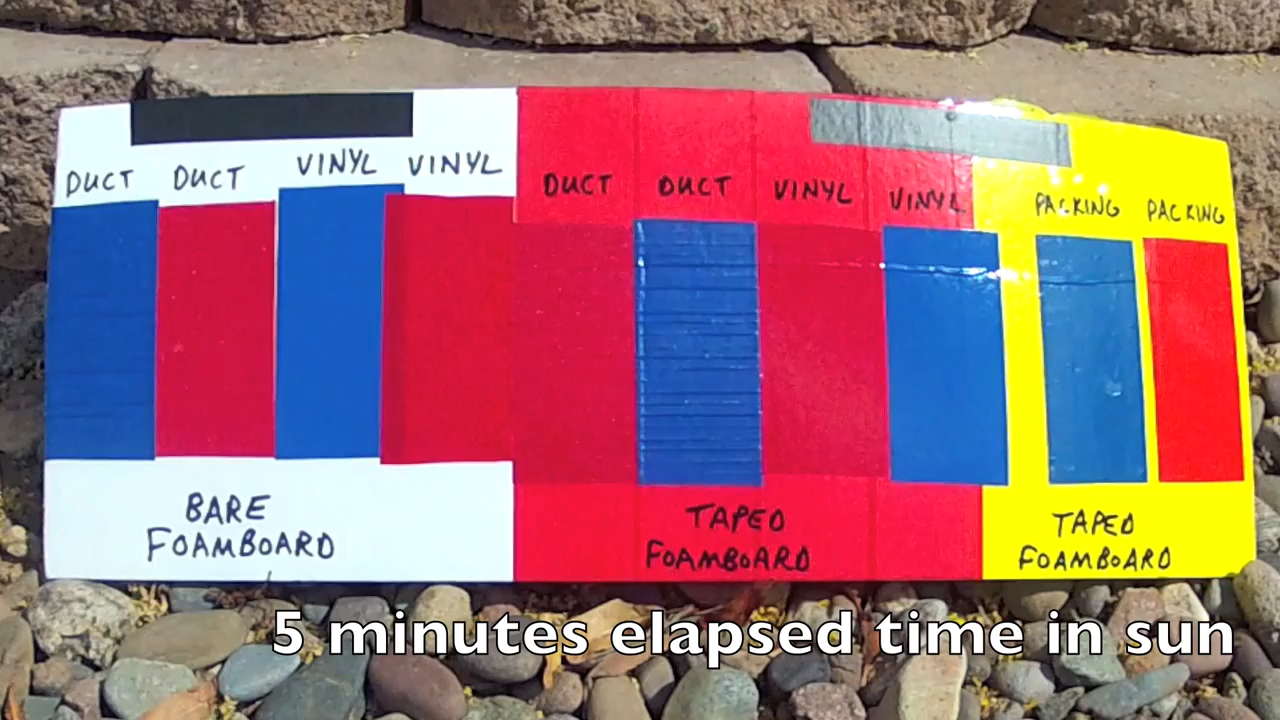 DUCT DUCT VINYL VINYL DUCT DUCT VINYL VINYL PACKING PACKING
BARE
FOAMBOARD
TAPED
FOAMBOARD
TAPED
FOAMBOARD
5 minutes elapsed time in sun